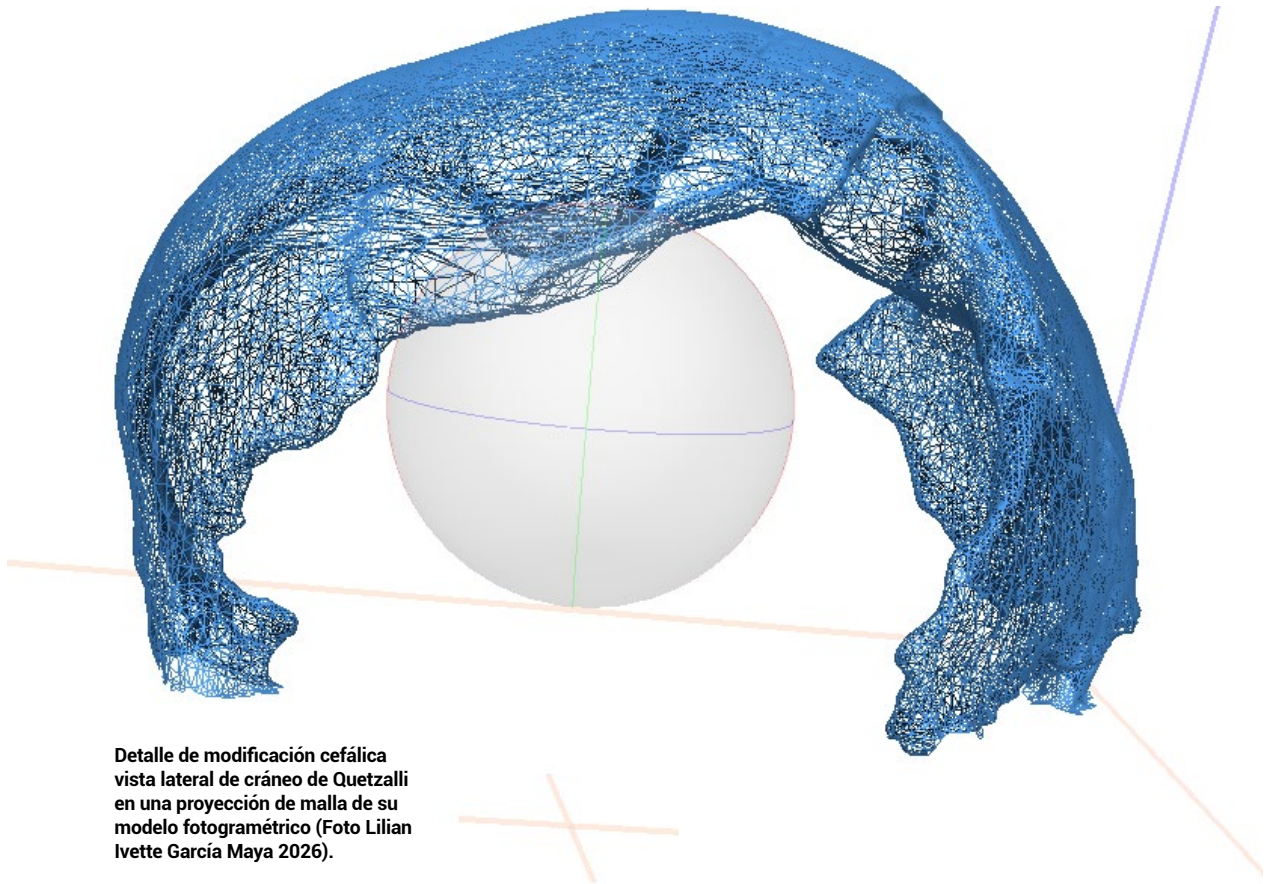 Detalle de modificación cefálica
vista lateral de cráneo de Quetzalli
en una proyección de malla de su
modelo fotogramétrico (Foto Lilian
Ivette García Maya 2026).